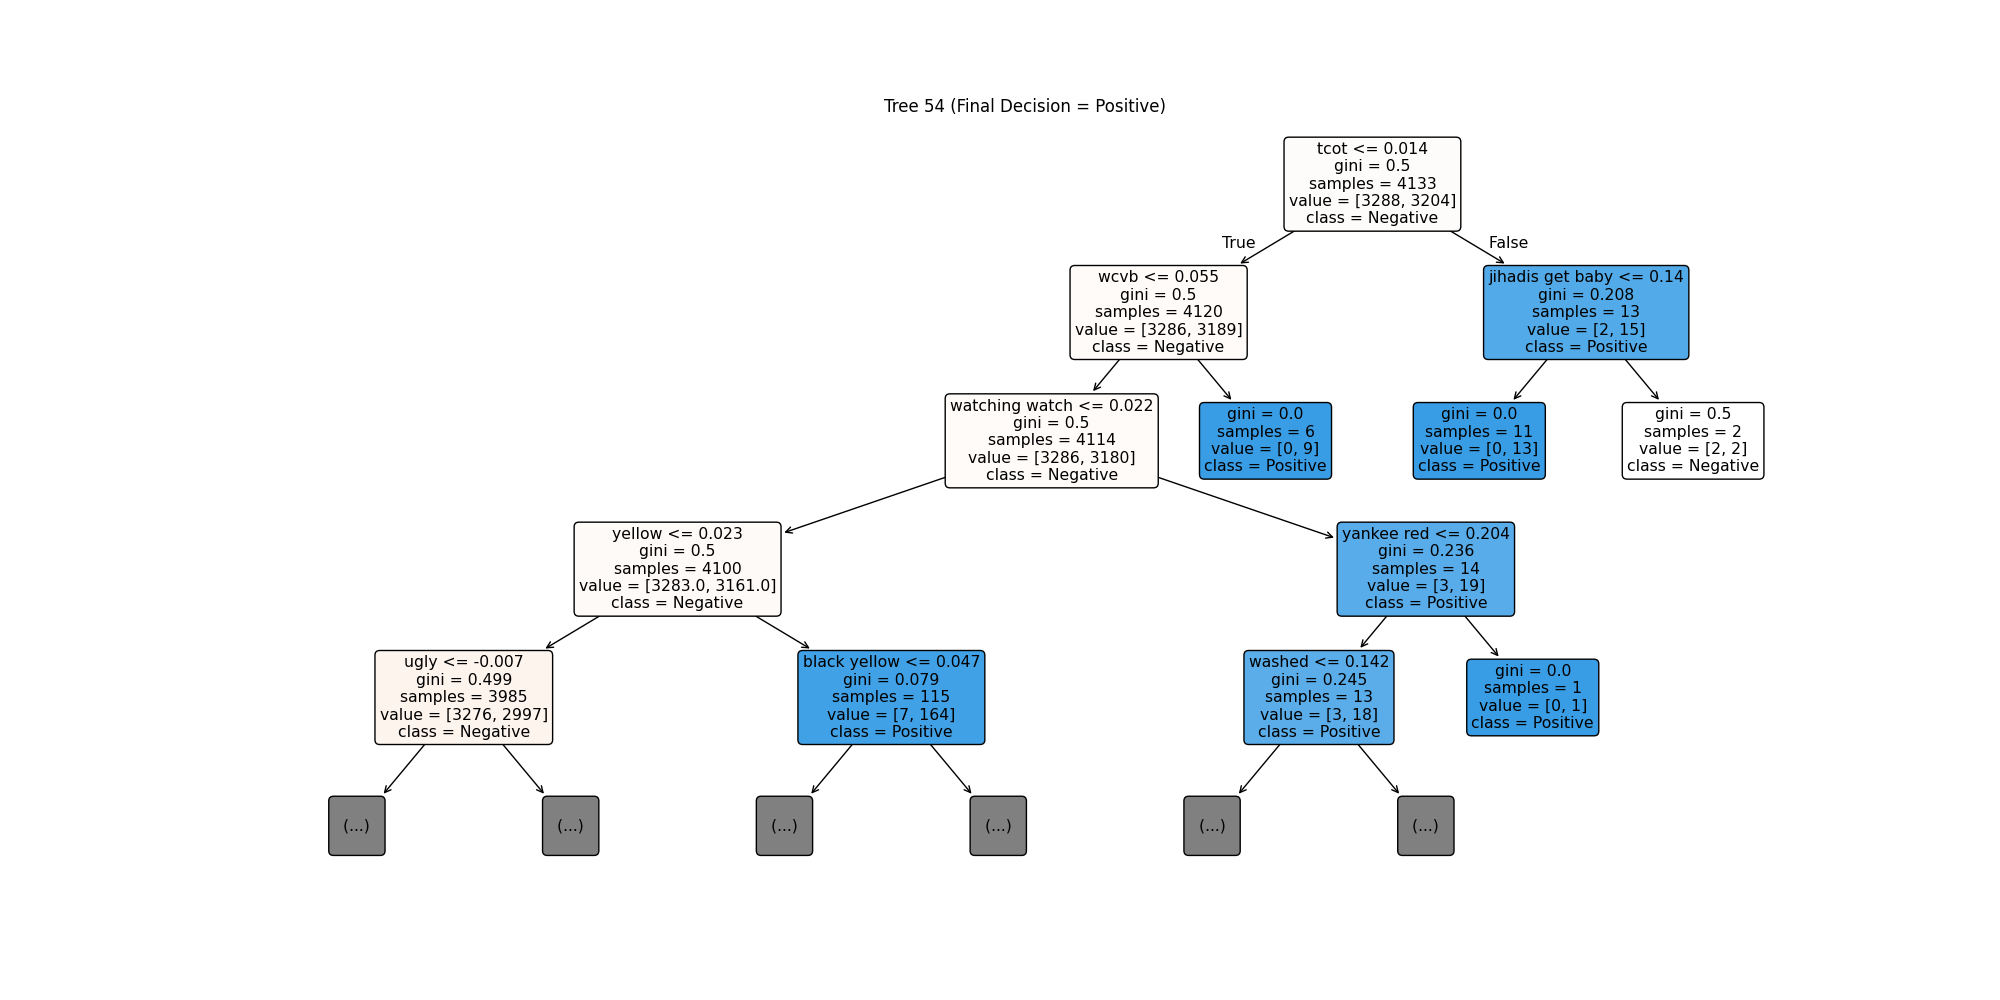 Tree 54 (Final Decision = Positive)
tcot <= 0.014
gini = 0.5
samples = 4133
value = [3288, 3204]
class = Negative
True
False
wcvb <= 0.055
gini = 0.5
samples = 4120
value = [3286, 3189]
class = Negative
jihadis get baby <= 0.14
gini = 0.208
samples = 13
value = [2, 15]
class = Positive
watching watch <= 0.022
gini = 0.5
samples = 4114
value = [3286, 3180]
class = Negative
gini = 0.0
samples = 6
value = [0, 9]
class = Positive
gini = 0.0
samples = 11
value = [0, 13]
class = Positive
gini = 0.5
samples = 2
value = [2, 2]
class = Negative
yellow <= 0.023
gini = 0.5
samples = 4100
value = [3283.0, 3161.0]
class = Negative
yankee red <= 0.204
gini = 0.236
samples = 14
value = [3, 19]
class = Positive
ugly <= -0.007
gini = 0.499
samples = 3985
value = [3276, 2997]
class = Negative
black yellow <= 0.047
gini = 0.079
samples = 115
value = [7, 164]
class = Positive
washed <= 0.142
gini = 0.245
samples = 13
value = [3, 18]
class = Positive
gini = 0.0
samples = 1
value = [0, 1]
class = Positive
(...)
(...)
(...)
(...)
(...)
(...)